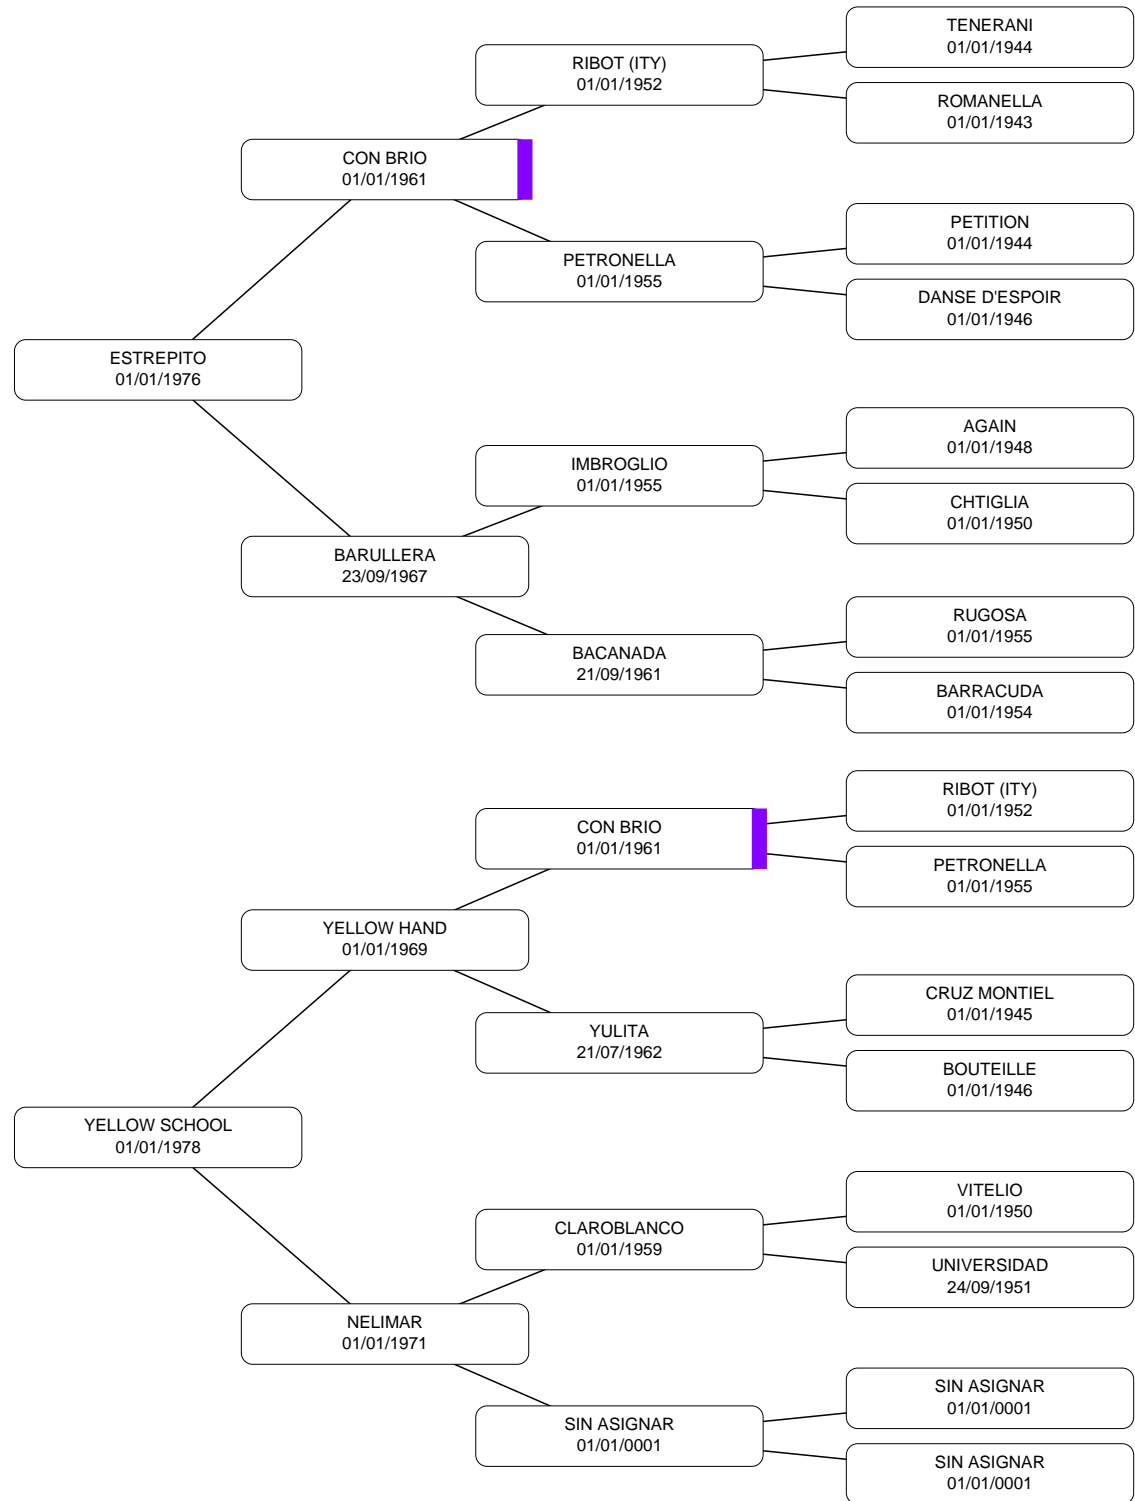 TENERANI
01/01/1944
RIBOT (ITY)
01/01/1952
ROMANELLA
01/01/1943
CON BRIO
01/01/1961
PETITION
01/01/1944
PETRONELLA
01/01/1955
DANSE D'ESPOIR
01/01/1946
ESTREPITO
01/01/1976
AGAIN
01/01/1948
IMBROGLIO
01/01/1955
CHTIGLIA
01/01/1950
BARULLERA
23/09/1967
RUGOSA
01/01/1955
BACANADA
21/09/1961
BARRACUDA
01/01/1954
RIBOT (ITY)
01/01/1952
CON BRIO
01/01/1961
PETRONELLA
01/01/1955
YELLOW HAND
01/01/1969
CRUZ MONTIEL
01/01/1945
YULITA
21/07/1962
BOUTEILLE
01/01/1946
YELLOW SCHOOL
01/01/1978
VITELIO
01/01/1950
CLAROBLANCO
01/01/1959
UNIVERSIDAD
24/09/1951
NELIMAR
01/01/1971
SIN ASIGNAR
01/01/0001
SIN ASIGNAR
01/01/0001
SIN ASIGNAR
01/01/0001